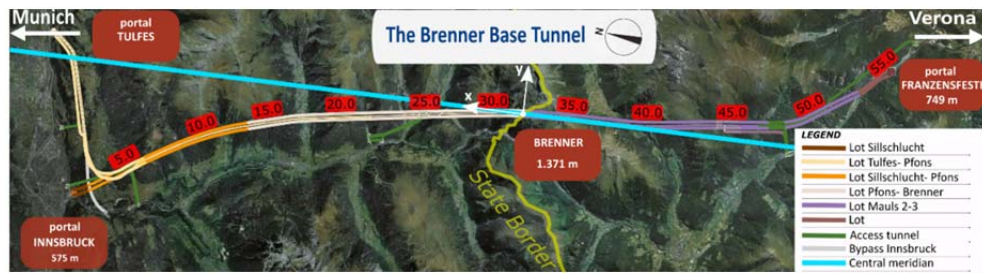 Munich
portal
TULFES
The Brenner Base Tunnel
N
Verona
portal
FRANZENSFESTE
749 m
y
x
5.0
10.0
15.0
20.0
25.0
30.0
35.0
40.0
45.0
50.0
55.0
BRENNER
1.371 m
State Border
portal
INNSBRUCK
575 m
LEGEND
Lot Sillschlucht
Lot Tulfes- Pfons
Lot Sillschlucht- Pfons
Lot Pfons- Brenner
Lot Mauls 2-3
Lot
Access tunnel
Bypass Innsbruck
Central meridian